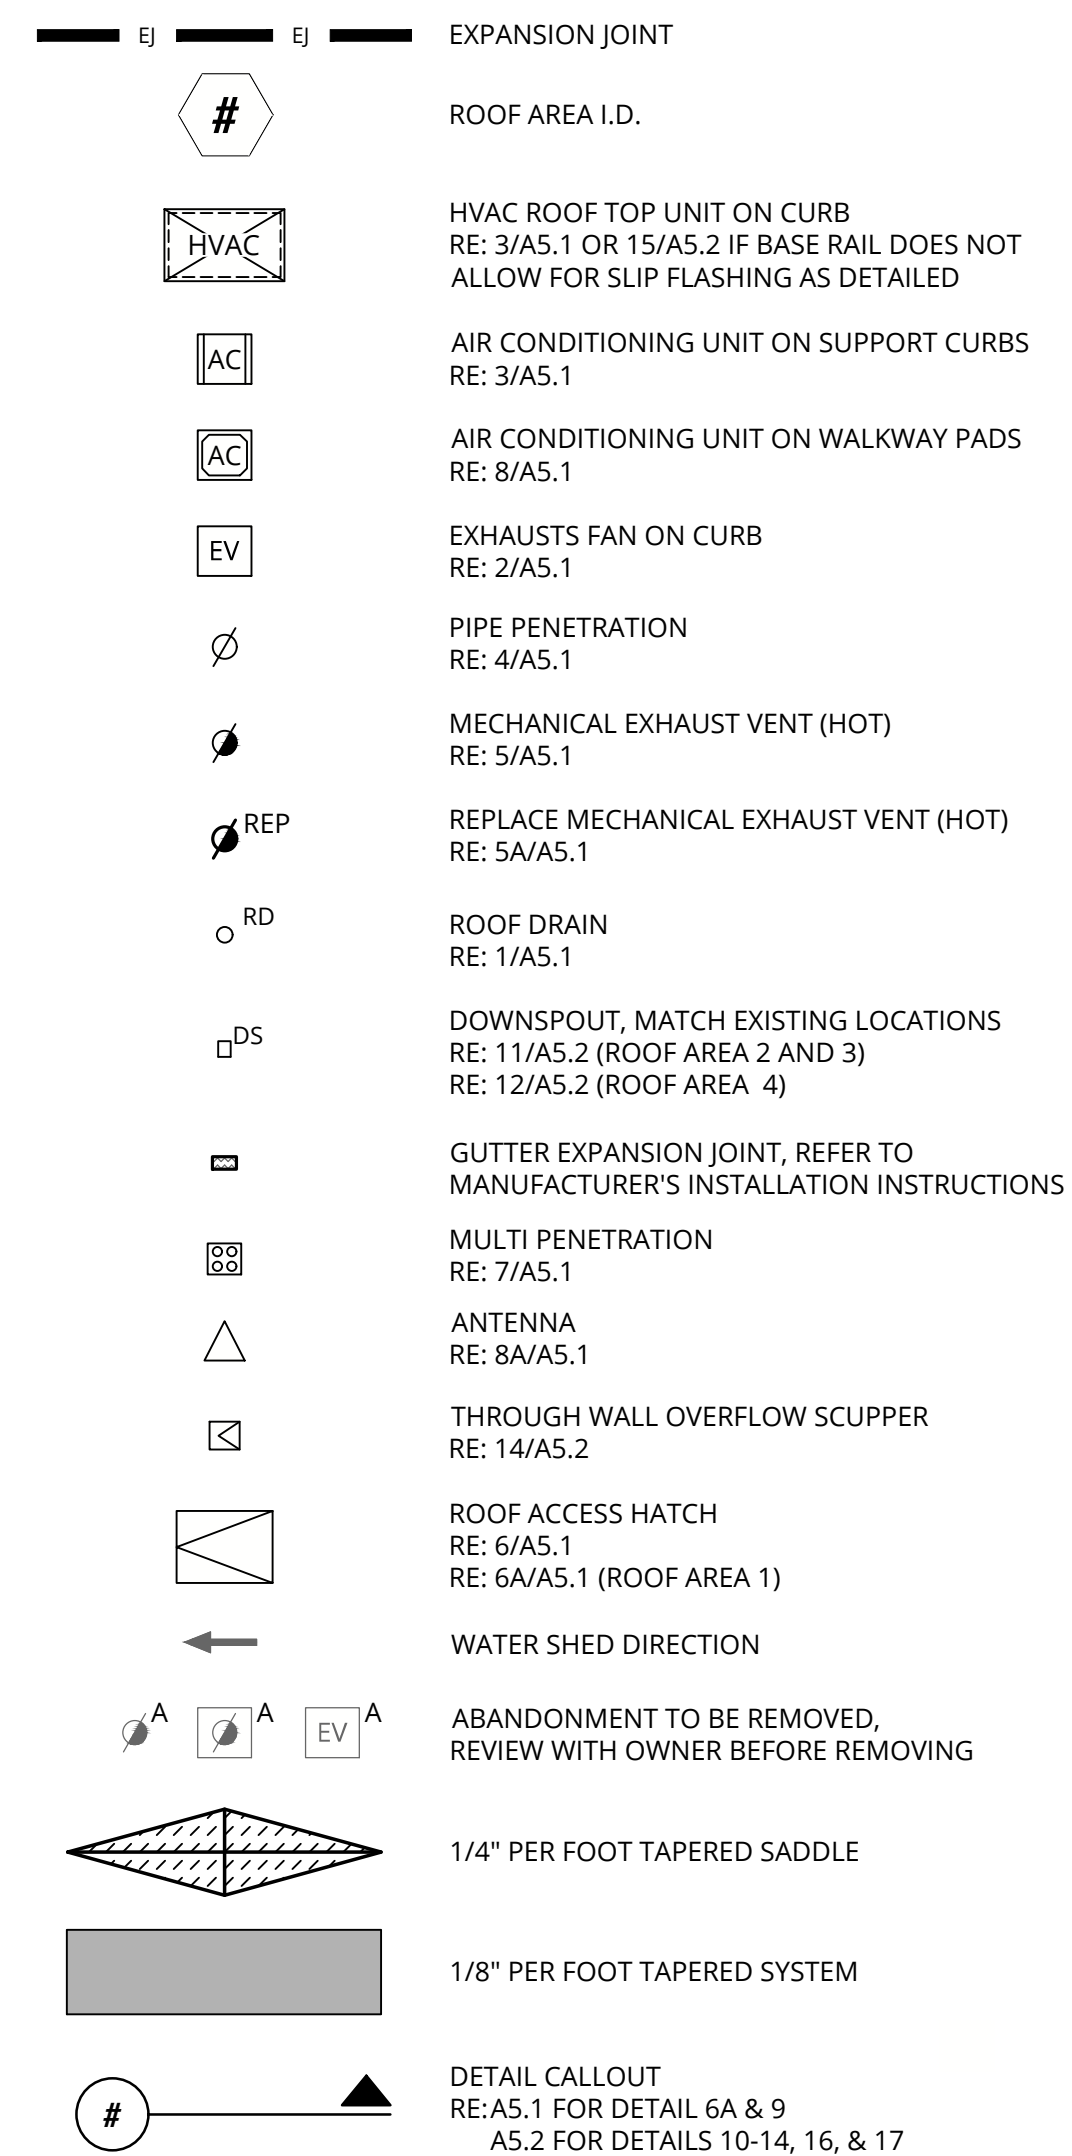 EJ EJ EXPANSION JOINT
# ROOF AREA I.D.
HVAC ROOF TOP UNIT ON CURB
HVAC RE: 3/A5.1 OR 15/A5.2 IF BASE RAIL DOES NOT
ALLOW FOR SLIP FLASHING AS DETAILED
AC AIR CONDITIONING UNIT ON SUPPORT CURBS
RE: 3/A5.1
AC AIR CONDITIONING UNIT ON WALKWAY PADS
RE: 8/A5.1
EV EXHAUSTS FAN ON CURB
RE: 2/A5.1
PIPE PENETRATION
RE: 4/A5.1
MECHANICAL EXHAUST VENT (HOT)
RE: 5/A5.1
REP REPLACE MECHANICAL EXHAUST VENT (HOT)
RE: 5A/A5.1
RD ROOF DRAIN
RE: 1/A5.1
DS DOWNSPOUT, MATCH EXISTING LOCATIONS
RE: 11/A5.2 (ROOF AREA 2 AND 3)
RE: 12/A5.2 (ROOF AREA 4)
GUTTER EXPANSION JOINT, REFER TO
MANUFACTURER'S INSTALLATION INSTRUCTIONS
MULTI PENETRATION
RE: 7/A5.1
ANTENNA
RE: 8A/A5.1
THROUGH WALL OVERFLOW SCUPPER
RE: 14/A5.2
ROOF ACCESS HATCH
RE: 6/A5.1
RE: 6A/A5.1 (ROOF AREA 1)
WATER SHED DIRECTION
A A EV A ABANDONMENT TO BE REMOVED,
REVIEW WITH OWNER BEFORE REMOVING
1/4" PER FOOT TAPERED SADDLE
1/8" PER FOOT TAPERED SYSTEM
DETAIL CALLOUT
# RE: A5.1 FOR DETAIL 6A & 9
A5.2 FOR DETAILS 10-14, 16, & 17